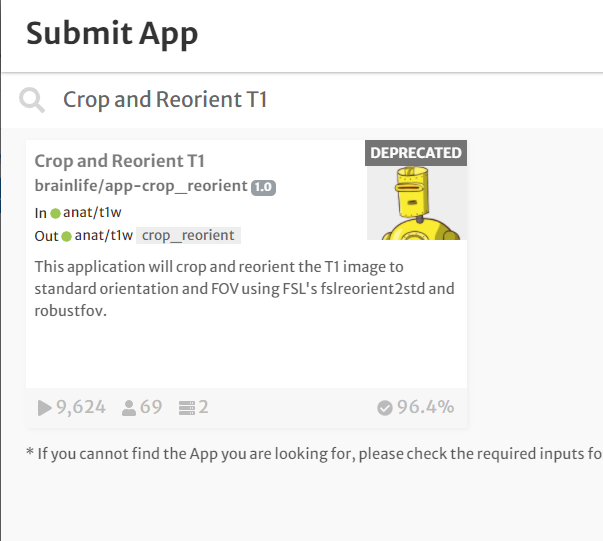 Submit App
Crop and Reorient T1
DEPRECATED
Crop and Reorient T1
brainlife/app-crop_reorient 1.0
In anat/t1w
Out anat/t1w crop_reorient
This application will crop and reorient the T1 image to
standard orientation and FOV using FSL's fslreorient2std and
robustfov.
9,624 69 2 96.4%
* If you cannot find the App you are looking for, please check the required inputs fo